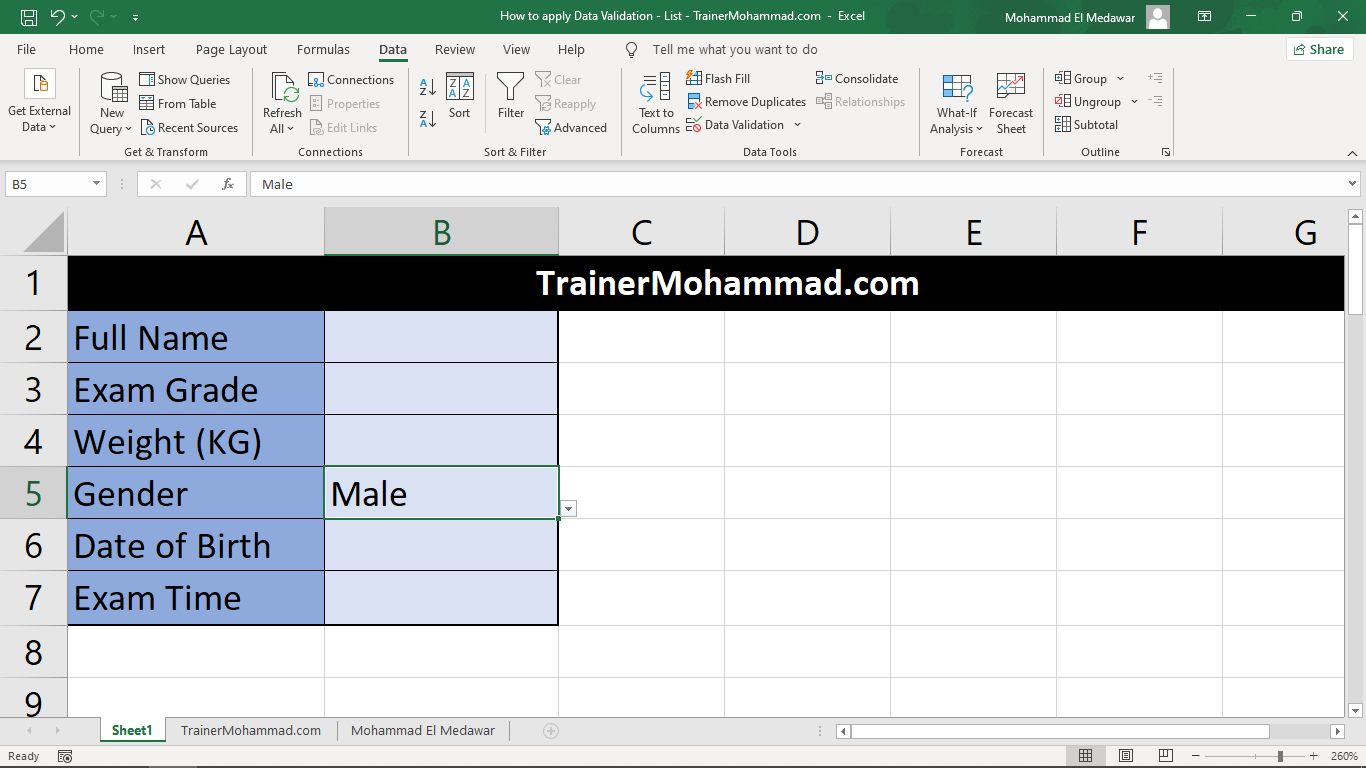 How to apply Data Validation - List - TrainerMohammad.com - Excel
Mohammad El Medawar
File Home Insert Page Layout Formulas Data Review View Help Tell me what you want to do Share
Get External Data
New Query
Show Queries
From Table
Recent Sources
Get & Transform
Refresh All
Connections
Properties
Edit Links
Connections
Sort
Filter
Clear
Reapply
Advanced
Sort & Filter
Text to Columns
Flash Fill
Remove Duplicates
Data Validation
Consolidate
Relationships
Data Tools
What-If Analysis
Forecast Sheet
Forecast
Group
Ungroup
Subtotal
Outline
B5 fx Male
A B C D E F G
1 TrainerMohammad.com
2 Full Name
3 Exam Grade
4 Weight (KG)
5 Gender Male
6 Date of Birth
7 Exam Time
8
9
Sheet1 TrainerMohammad.com Mohammad El Medawar
Ready 260%